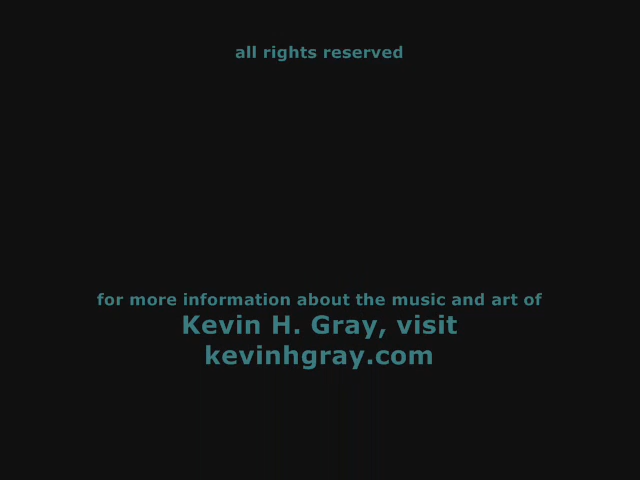 all rights reserved
for more information about the music and art of
Kevin H. Gray, visit
kevinhgray.com